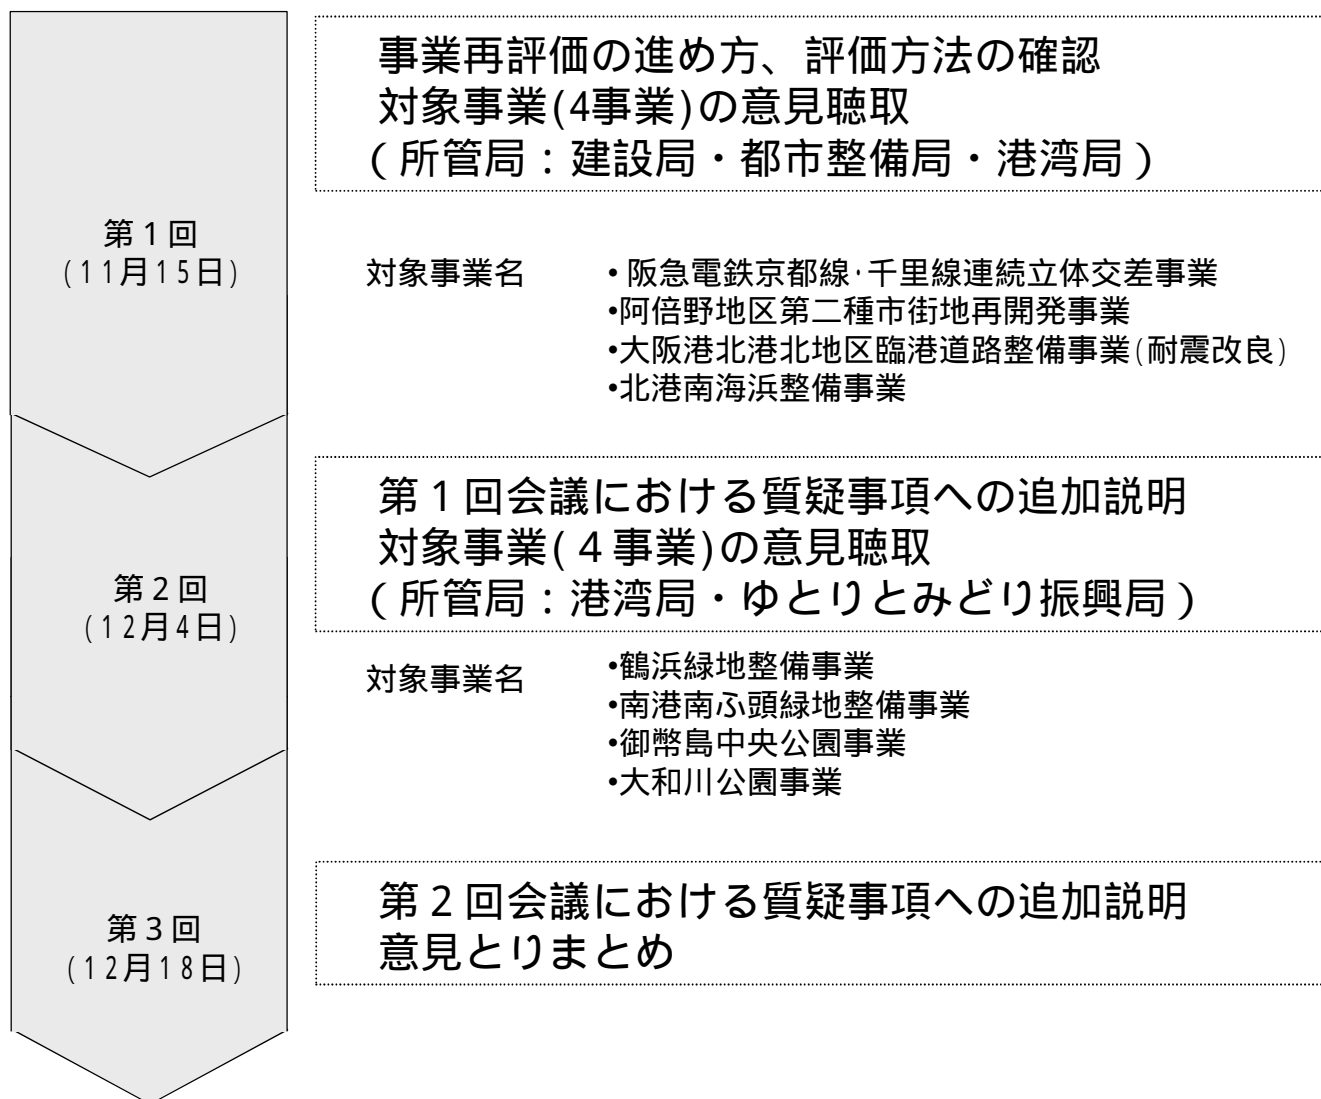 事業再評価の進め方、評価方法の確認
対象事業(4事業)の意見聴取
（所管局：建設局・都市整備局・港湾局）
第１回
(11月15日)
対象事業名
•阪急電鉄京都線･千里線連続立体交差事業
•阿倍野地区第二種市街地再開発事業
•大阪港北港北地区臨港道路整備事業(耐震改良)
•北港南海浜整備事業
第１回会議における質疑事項への追加説明
対象事業(４事業)の意見聴取
（所管局：港湾局・ゆとりとみどり振興局）
第２回
(12月4日)
対象事業名
•鶴浜緑地整備事業
•南港南ふ頭緑地整備事業
•御幣島中央公園事業
•大和川公園事業
第２回会議における質疑事項への追加説明
意見とりまとめ
第３回
(12月18日)